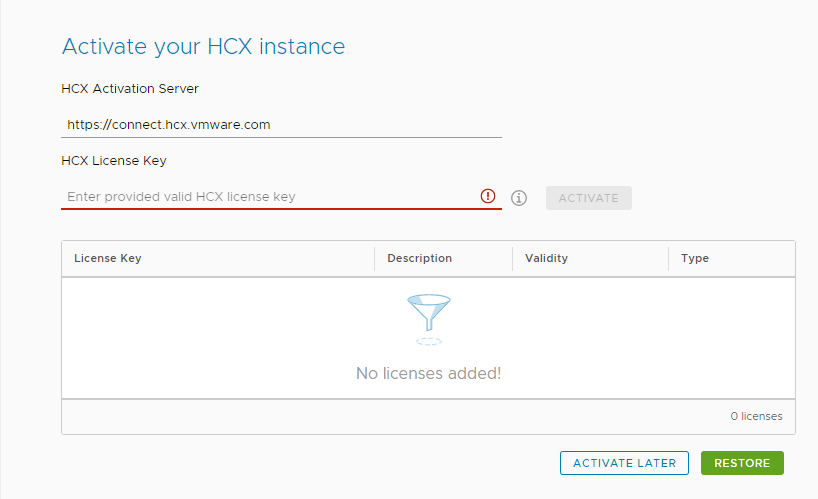 Activate your HCX instance
HCX Activation Server
https://connect.hcx.vmware.com
HCX License Key
Enter provided valid HCX license key
ACTIVATE
License Key Description Validity Type
No licenses added!
0 licenses
ACTIVATE LATER RESTORE